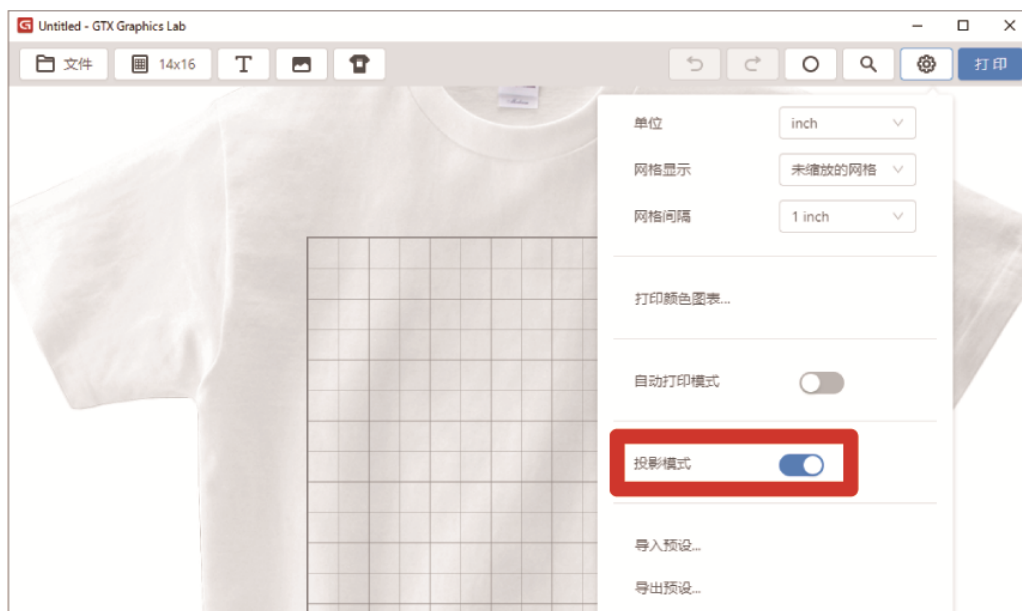 Untitled - GTX Graphics Lab
文件
14x16
T
打印
单位
inch
网格显示
未缩放的网格
网格间隔
1 inch
打印颜色图表...
自动打印模式
投影模式
导入预设...
导出预设...